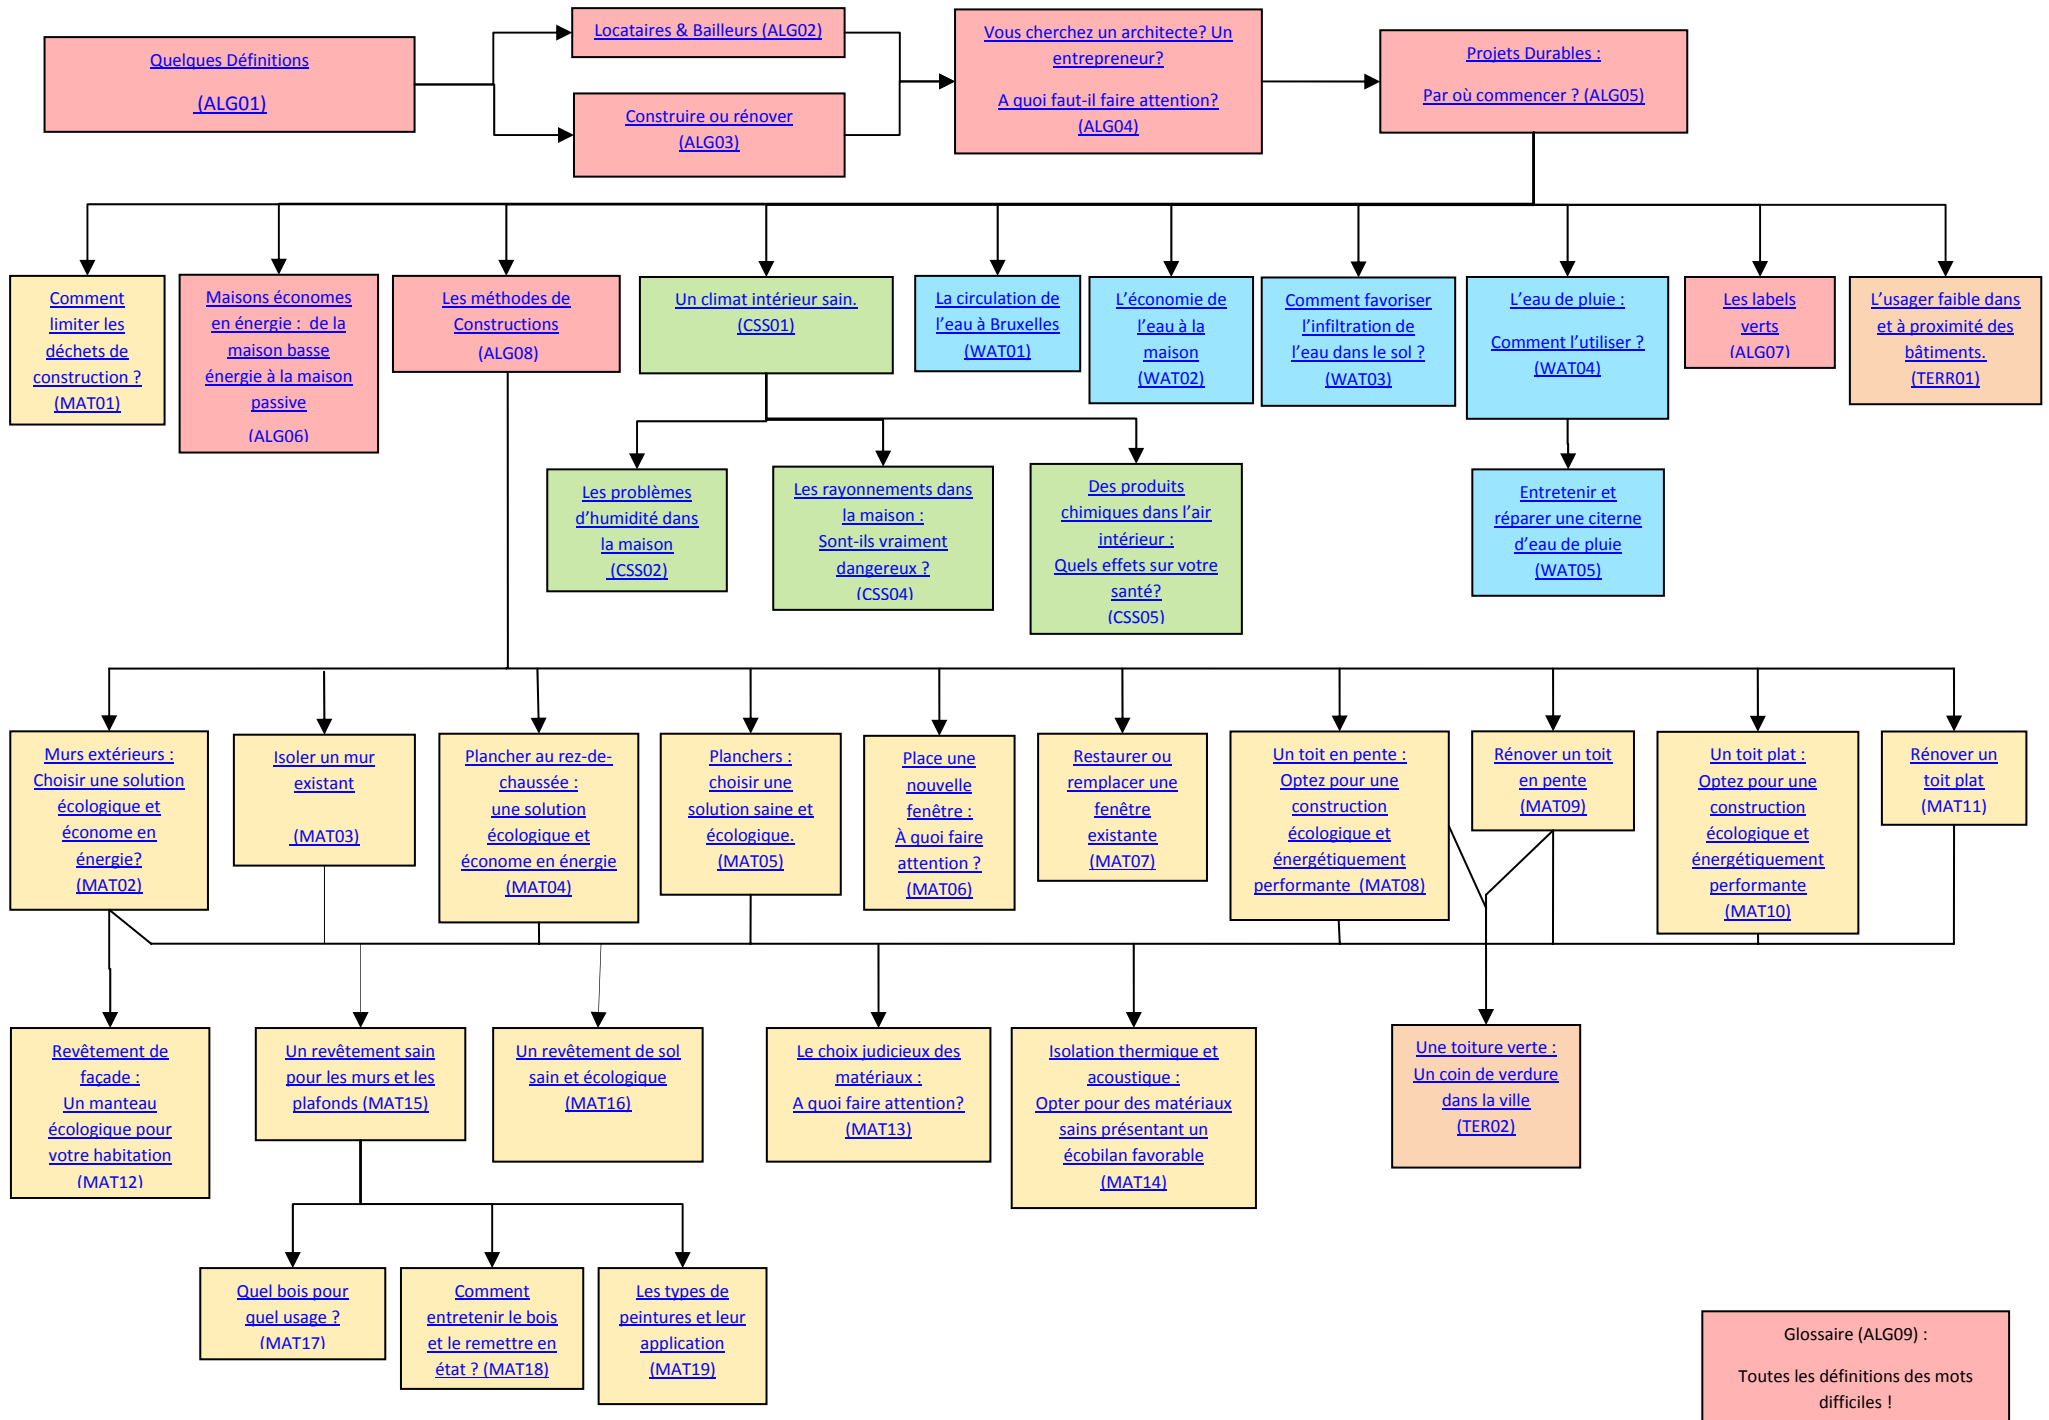 Quelques Définitions
(ALG01)
Locataires & Bailleurs (ALG02)
Construire ou rénover
(ALG03)
Vous cherchez un architecte? Un
entrepreneur?
A quoi faut-il faire attention?
(ALG04)
Projets Durables :
Par où commencer ? (ALG05)
Comment
limiter les
déchets de
construction ?
(MAT01)
Maisons économes
en énergie : de la
maison basse
énergie à la maison
passive
(ALG06)
Les méthodes de
Constructions
(ALG08)
Un climat intérieur sain.
(CSS01)
La circulation de
l’eau à Bruxelles
(WAT01)
L’économie de
l’eau à la
maison
(WAT02)
Comment favoriser
l’infiltration de
l’eau dans le sol ?
(WAT03)
L’eau de pluie :
Comment l’utiliser ?
(WAT04)
Les labels
verts
(ALG07)
L’usager faible dans
et à proximité des
bâtiments.
(TERR01)
Les problèmes
d’humidité dans
la maison
(CSS02)
Les rayonnements dans
la maison :
Sont-ils vraiment
dangereux ?
(CSS04)
Des produits
chimiques dans l’air
intérieur :
Quels effets sur votre
santé?
(CSS05)
Entretenir et
réparer une citerne
d’eau de pluie
(WAT05)
Murs extérieurs :
Choisir une solution
écologique et
économe en
énergie?
(MAT02)
Isoler un mur
existant
(MAT03)
Plancher au rez-de-
chaussée :
une solution
écologique et
économe en énergie
(MAT04)
Planchers :
choisir une
solution saine et
écologique.
(MAT05)
Place une
nouvelle
fenêtre :
À quoi faire
attention ?
(MAT06)
Restaurer ou
remplacer une
fenêtre
existante
(MAT07)
Un toit en pente :
Optez pour une
construction
écologique et
énergétiquement
performante (MAT08)
Rénover un toit
en pente
(MAT09)
Un toit plat :
Optez pour une
construction
écologique et
énergétiquement
performante
(MAT10)
Rénover un
toit plat
(MAT11)
Revêtement de
façade :
Un manteau
écologique pour
votre habitation
(MAT12)
Un revêtement sain
pour les murs et les
plafonds (MAT15)
Un revêtement de sol
sain et écologique
(MAT16)
Le choix judicieux des
matériaux :
A quoi faire attention?
(MAT13)
Isolation thermique et
acoustique :
Opter pour des matériaux
sains présentant un
écobilan favorable
(MAT14)
Une toiture verte :
Un coin de verdure
dans la ville
(TER02)
Quel bois pour
quel usage ?
(MAT17)
Comment
entretenir le bois
et le remettre en
état ? (MAT18)
Les types de
peintures et leur
application
(MAT19)
Glossaire (ALG09) :
Toutes les définitions des mots
difficiles !